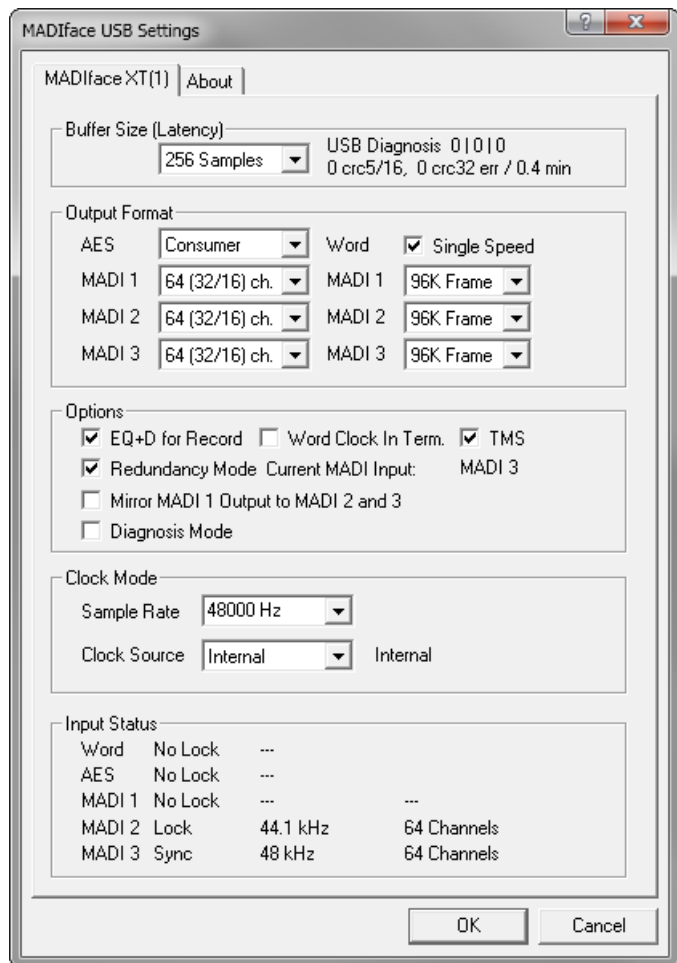 MADIface USB Settings
MADIface XT(1) About
Buffer Size (Latency)
256 Samples USB Diagnosis 0|0|0
0 crc5/16, 0 crc32 err / 0.4 min
Output Format
AES Consumer Word Single Speed
MADI 1 64 (32/16) ch. MADI 1 96K Frame
MADI 2 64 (32/16) ch. MADI 2 96K Frame
MADI 3 64 (32/16) ch. MADI 3 96K Frame
Options
EQ+D for Record Word Clock In Term. TMS
Redundancy Mode Current MADI Input: MADI 3
Mirror MADI 1 Output to MADI 2 and 3
Diagnosis Mode
Clock Mode
Sample Rate 48000 Hz
Clock Source Internal Internal
Input Status
Word No Lock ---
AES No Lock ---
MADI 1 No Lock --- ---
MADI 2 Lock 44.1 kHz 64 Channels
MADI 3 Sync 48 kHz 64 Channels
OK Cancel